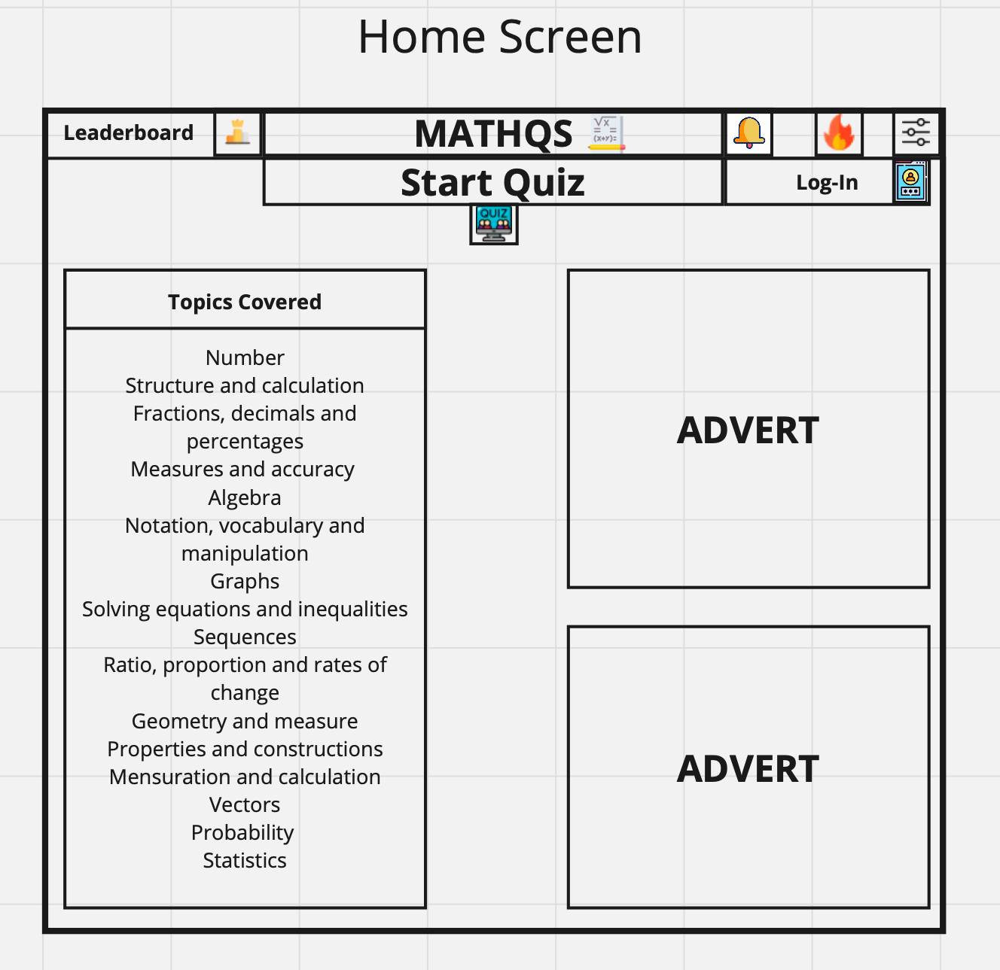 Home Screen
Leaderboard
MATHQS
√x
(x+y)=
Start Quiz
Log-In
QUIZ
Topics Covered
Number
Structure and calculation
Fractions, decimals and
percentages
Measures and accuracy
Algebra
Notation, vocabulary and
manipulation
Graphs
Solving equations and inequalities
Sequences
Ratio, proportion and rates of
change
Geometry and measure
Properties and constructions
Mensuration and calculation
Vectors
Probability
Statistics
ADVERT
ADVERT